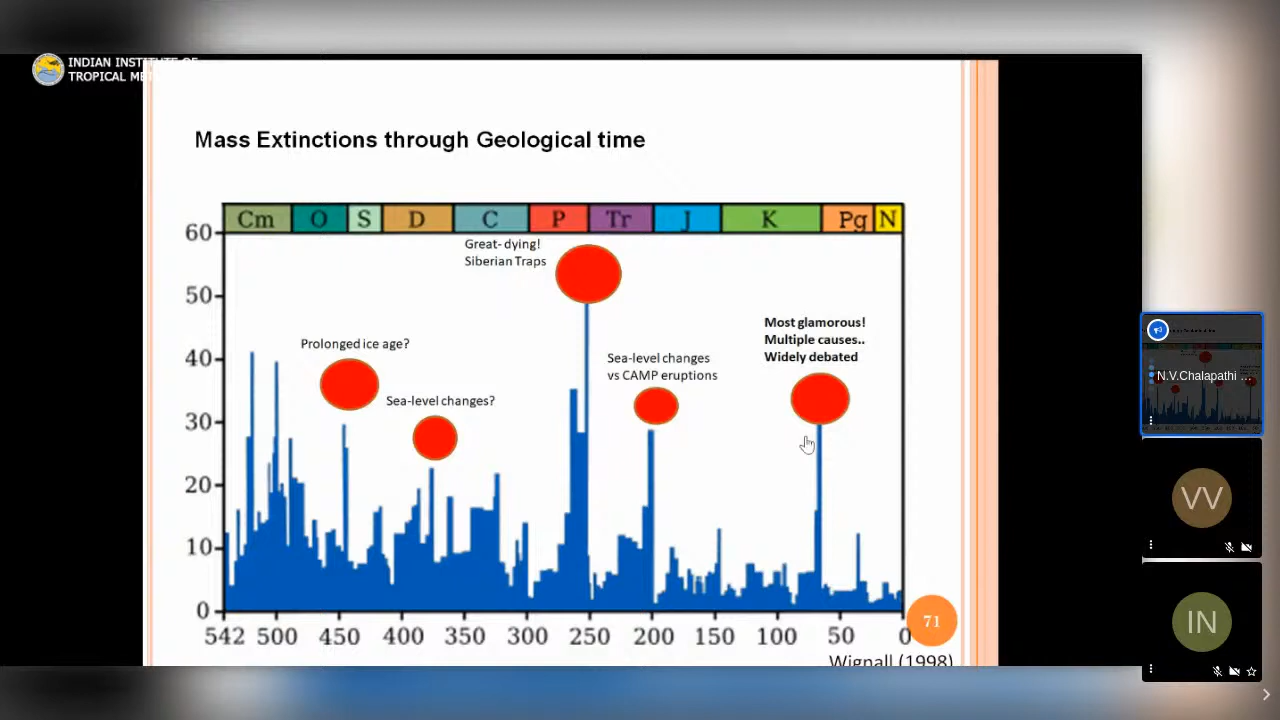 INDIAN INSTITUTE OF
TROPICAL ME
Mass Extinctions through Geological time
Cm O S D C P Tr J K Pg N
60
50
40
30
20
10
0
Great- dying!
Siberian Traps
Most glamorous!
Multiple causes..
Widely debated
Prolonged ice age?
Sea-level changes
vs CAMP eruptions
Sea-level changes?
542 500 450 400 350 300 250 200 150 100 50 0
71
Wignall (1998)
N.V.Chalapathi ...
VV
IN